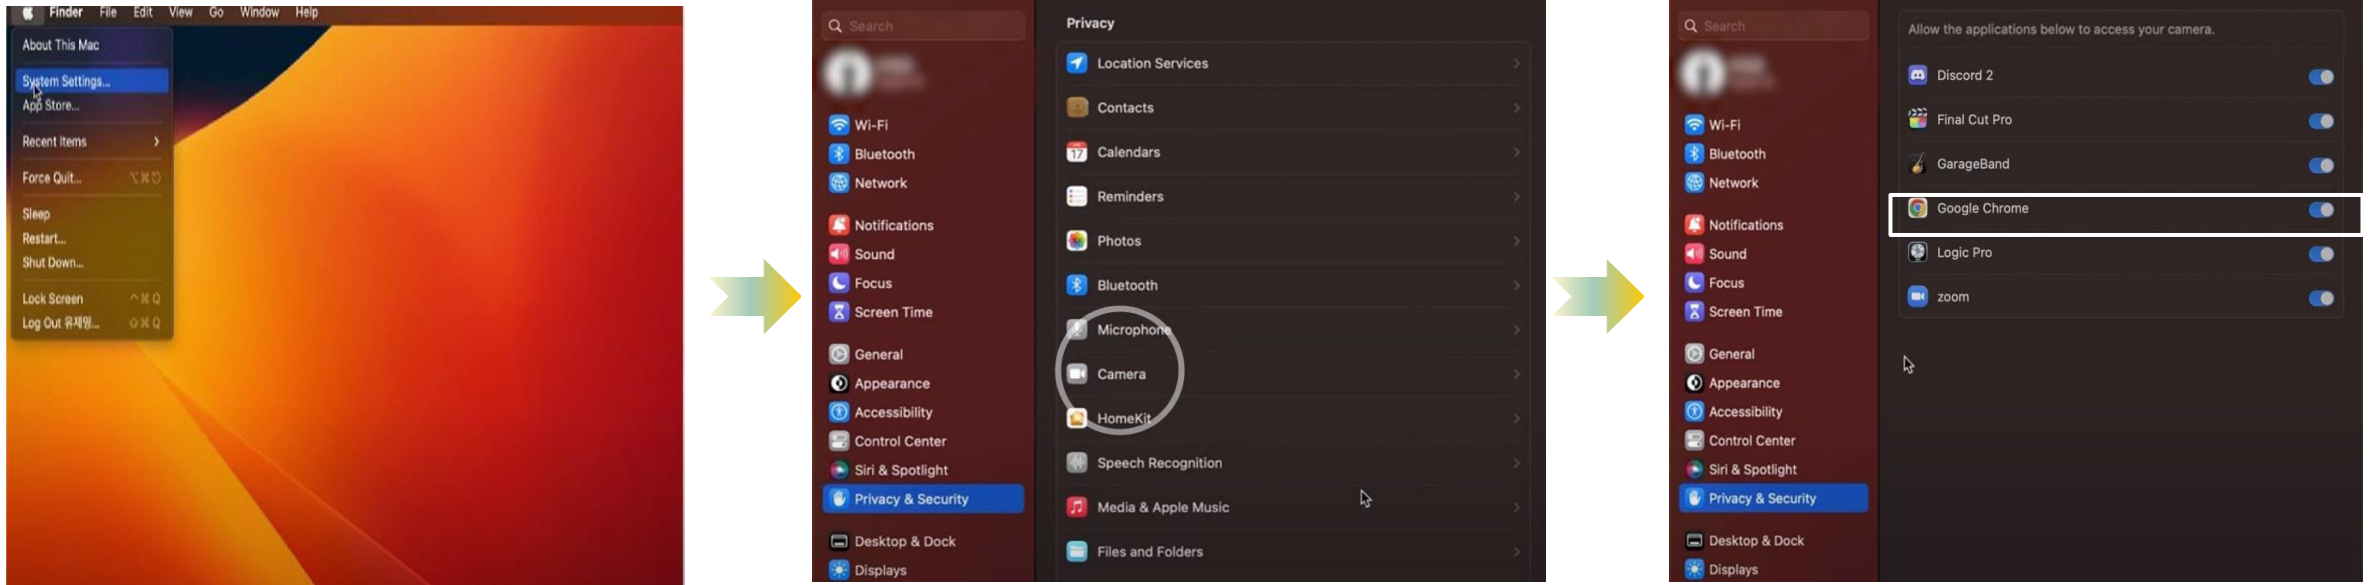 Finder File Edit View Go Window Help
About This Mac
System Settings...
App Store...
Recent Items
Force Quit...
Sleep
Restart...
Shut Down...
Lock Screen
Log Out 유재밍...
Search
Wi-Fi
Bluetooth
Network
Notifications
Sound
Focus
Screen Time
General
Appearance
Accessibility
Control Center
Siri & Spotlight
Privacy & Security
Desktop & Dock
Displays
Privacy
Location Services
Contacts
17 Calendars
Reminders
Photos
Bluetooth
Microphone
Camera
HomeKit
Speech Recognition
Media & Apple Music
Files and Folders
Search
Wi-Fi
Bluetooth
Network
Notifications
Sound
Focus
Screen Time
General
Appearance
Accessibility
Control Center
Siri & Spotlight
Privacy & Security
Desktop & Dock
Displays
Allow the applications below to access your camera.
Discord 2
Final Cut Pro
GarageBand
Google Chrome
Logic Pro
zoom